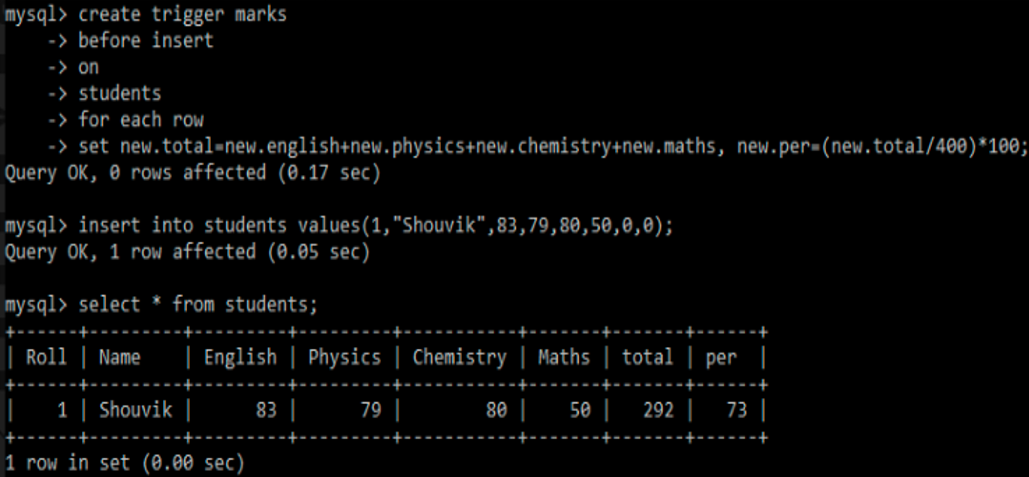 mysql> create trigger marks
    -> before insert
    -> on
    -> students
    -> for each row
    -> set new.total=new.english+new.physics+new.chemistry+new.maths, new.per=(new.total/400)*100;
Query OK, 0 rows affected (0.17 sec)

mysql> insert into students values(1,"Shouvik",83,79,80,50,0,0);
Query OK, 1 row affected (0.05 sec)

mysql> select * from students;
+------+---------+---------+---------+-----------+-------+-------+------+
| Roll | Name    | English | Physics | Chemistry | Maths | total | per  |
+------+---------+---------+---------+-----------+-------+-------+------+
|    1 | Shouvik |      83 |      79 |        80 |    50 |   292 |   73 |
+------+---------+---------+---------+-----------+-------+-------+------+
1 row in set (0.00 sec)